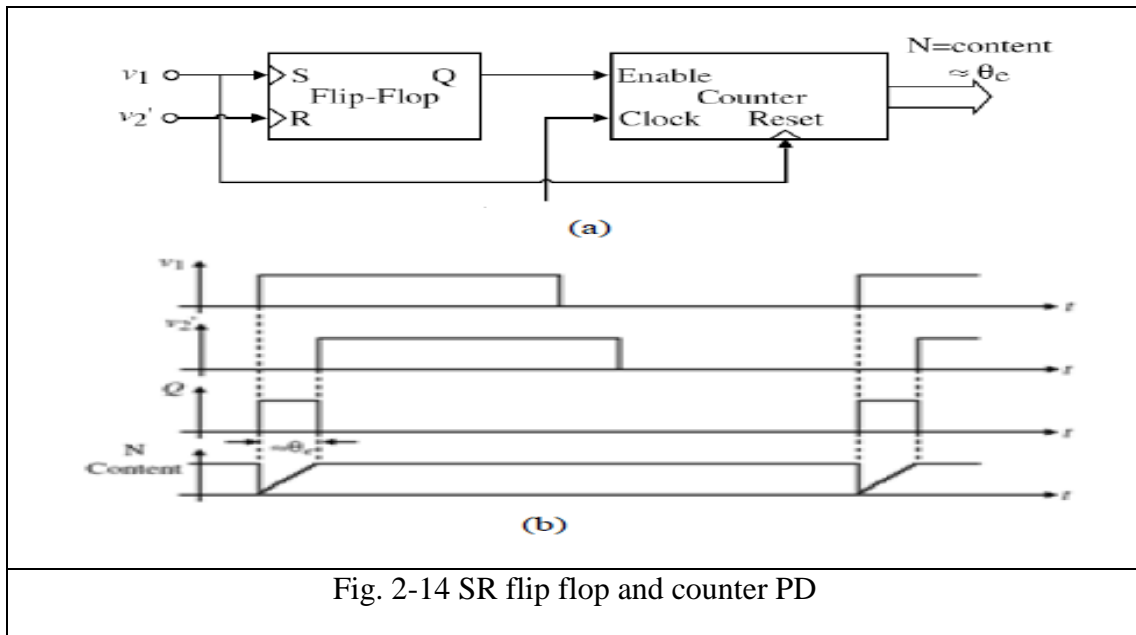 N=content
≈ θe
v1
S
Q
Flip-Flop
v2'
R
Enable
Counter
Clock
Reset
(a)
v1
t
v2'
t
Q
t
~θe
N
Content
t
(b)
Fig. 2-14 SR flip flop and counter PD